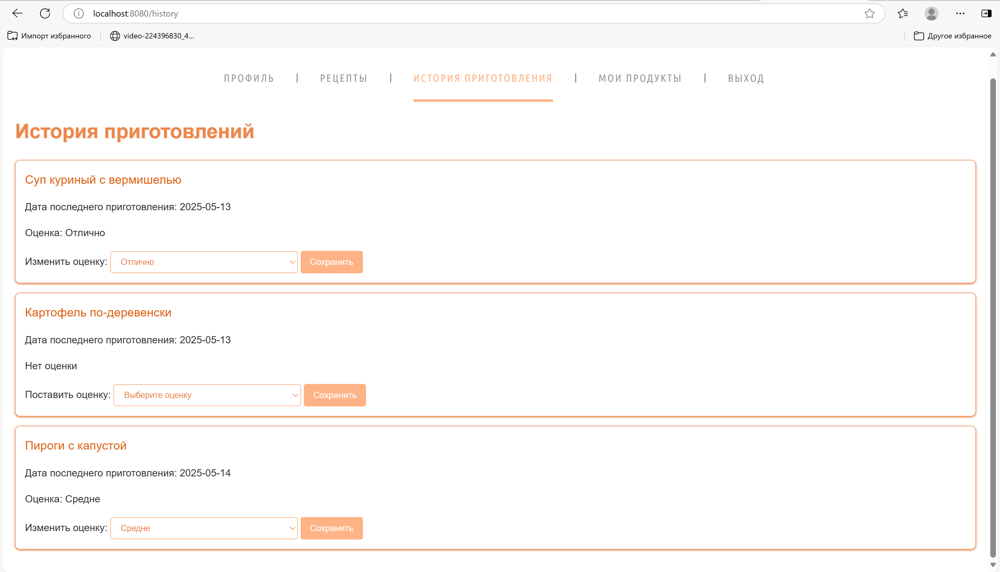 localhost:8080/history
Импорт избранного
video-224396830_4...
Другое избранное
ПРОФИЛЬ | РЕЦЕПТЫ | ИСТОРИЯ ПРИГОТОВЛЕНИЯ | МОИ ПРОДУКТЫ | ВЫХОД
История приготовлений
Суп куриный с вермишелью
Дата последнего приготовления: 2025-05-13
Оценка: Отлично
Изменить оценку: Отлично Сохранить
Картофель по-деревенски
Дата последнего приготовления: 2025-05-13
Нет оценки
Поставить оценку: Выберите оценку Сохранить
Пироги с капустой
Дата последнего приготовления: 2025-05-14
Оценка: Средне
Изменить оценку: Средне Сохранить